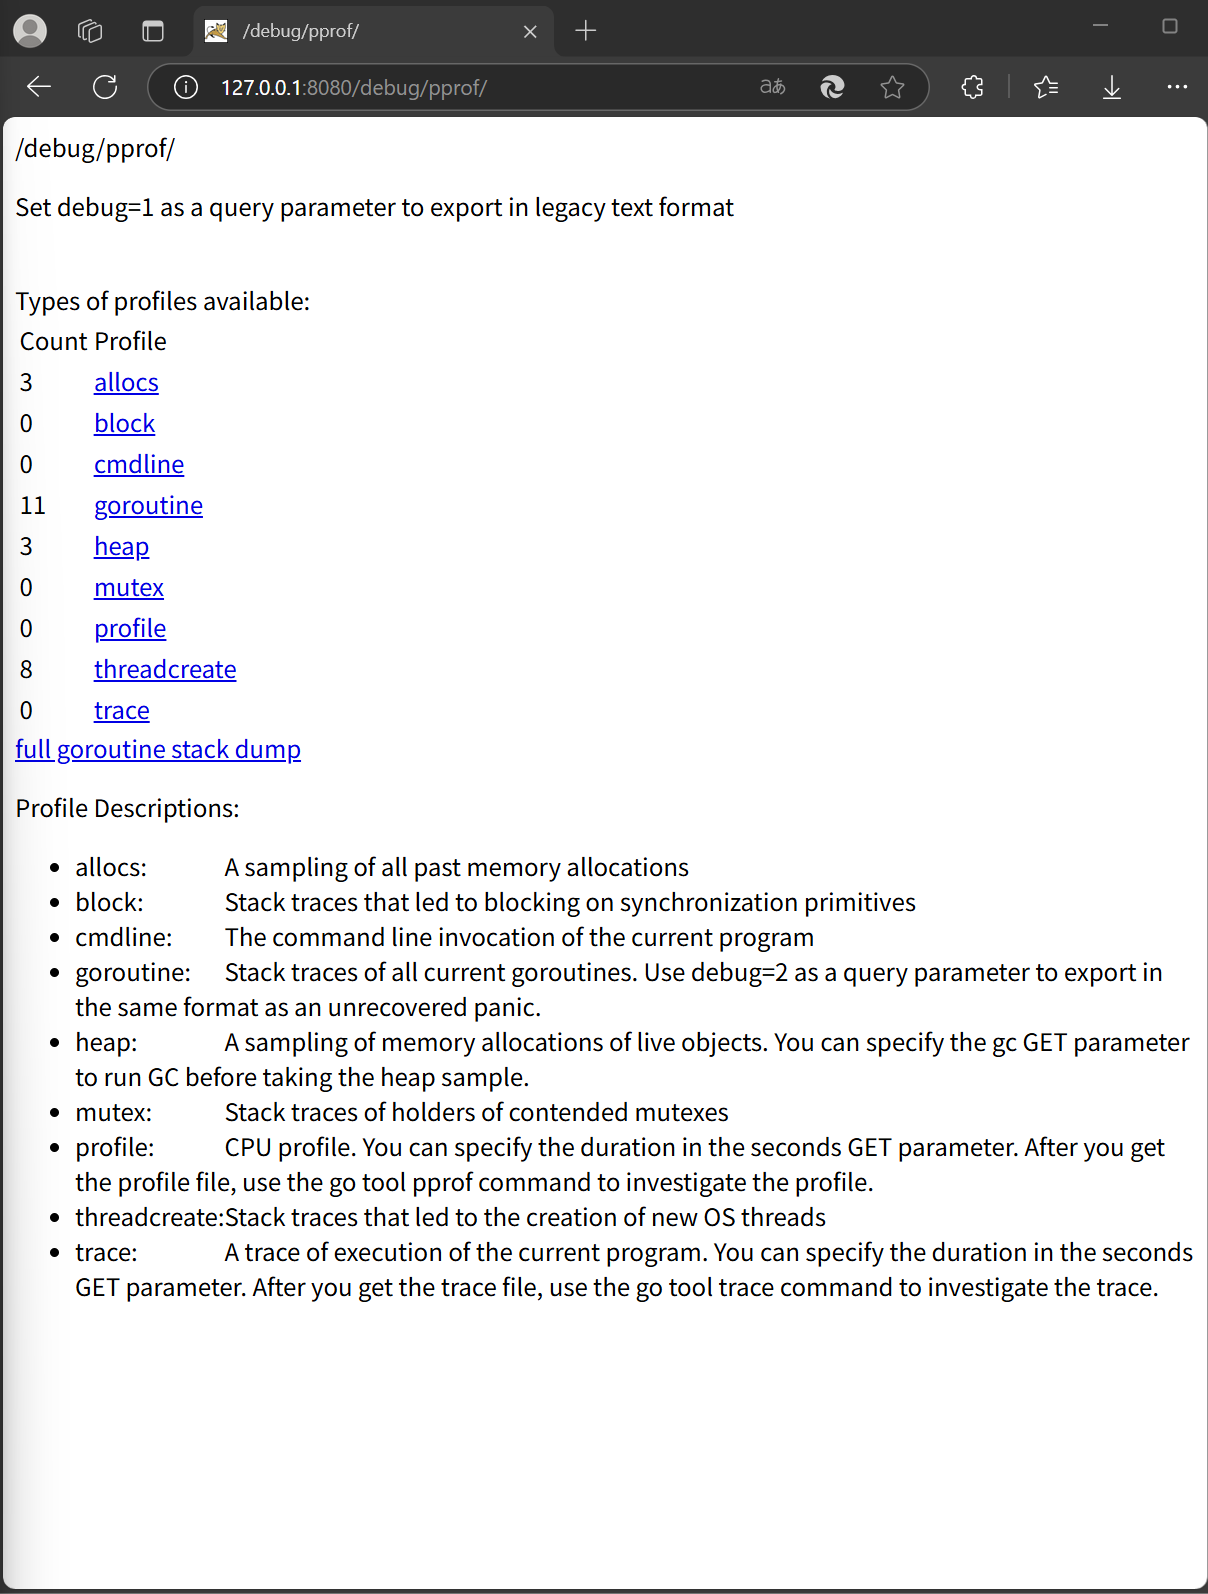 /debug/pprof/
127.0.0.1:8080/debug/pprof/
aあ
/debug/pprof/
Set debug=1 as a query parameter to export in legacy text format
Types of profiles available:
Count Profile
3 allocs
0 block
0 cmdline
11 goroutine
3 heap
0 mutex
0 profile
8 threadcreate
0 trace
full goroutine stack dump
Profile Descriptions:
• allocs: A sampling of all past memory allocations
• block: Stack traces that led to blocking on synchronization primitives
• cmdline: The command line invocation of the current program
• goroutine: Stack traces of all current goroutines. Use debug=2 as a query parameter to export in
the same format as an unrecovered panic.
• heap: A sampling of memory allocations of live objects. You can specify the gc GET parameter
to run GC before taking the heap sample.
• mutex: Stack traces of holders of contended mutexes
• profile: CPU profile. You can specify the duration in the seconds GET parameter. After you get
the profile file, use the go tool pprof command to investigate the profile.
• threadcreate:Stack traces that led to the creation of new OS threads
• trace: A trace of execution of the current program. You can specify the duration in the seconds
GET parameter. After you get the trace file, use the go tool trace command to investigate the trace.